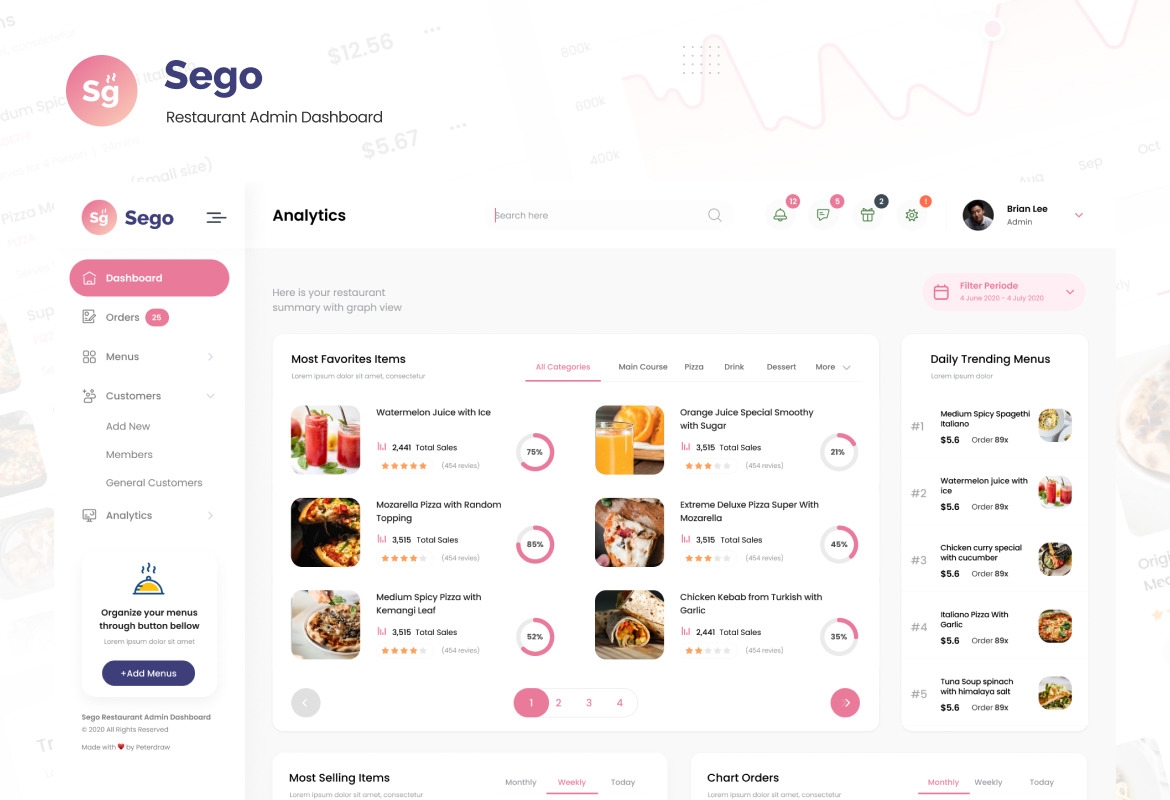 $12.56
800k
Sg
Sego
Restaurant Admin Dashboard
600k
$5.67
400k
(small size)
Oct
Sep
Aug
Sg
Sego
Analytics
Search here
12
5
2
!
Brian Lee
Admin
Dashboard
Orders 25
Menus
Customers
Add New
Members
General Customers
Analytics
Organize your menus
through button bellow
Lorem ipsum dolor sit amet
+Add Menus
Sego Restaurant Admin Dashboard
© 2020 All Rights Reserved
Made with ❤ by Peterdraw
Here is your restaurant
summary with graph view
Filter Periode
4 June 2020 - 4 July 2020
Most Favorites Items
Lorem ipsum dolor sit amet, consectetur
All Categories
Main Course
Pizza
Drink
Dessert
More
Watermelon Juice with Ice
2,441 Total Sales
(454 revies)
75%
Orange Juice Special Smoothy
with Sugar
3,515 Total Sales
(454 revies)
21%
Mozarella Pizza with Random
Topping
3,515 Total Sales
(454 revies)
85%
Extreme Deluxe Pizza Super With
Mozarella
3,515 Total Sales
(454 revies)
45%
Medium Spicy Pizza with
Kemangi Leaf
3,515 Total Sales
(454 revies)
52%
Chicken Kebab from Turkish with
Garlic
2,441 Total Sales
(454 revies)
35%
1 2 3 4
Daily Trending Menus
Lorem ipsum dolor
#1
Medium Spicy Spagethi
Italiano
$5.6 Order 89x
#2
Watermelon juice with
ice
$5.6 Order 89x
#3
Chicken curry special
with cucumber
$5.6 Order 89x
#4
Italiano Pizza With
Garlic
$5.6 Order 89x
#5
Tuna Soup spinach
with himalaya salt
$5.6 Order 89x
Most Selling Items
Lorem ipsum dolor sit amet, consectetur
Monthly
Weekly
Today
Chart Orders
Lorem ipsum dolor sit amet, consectetur
Monthly
Weekly
Today